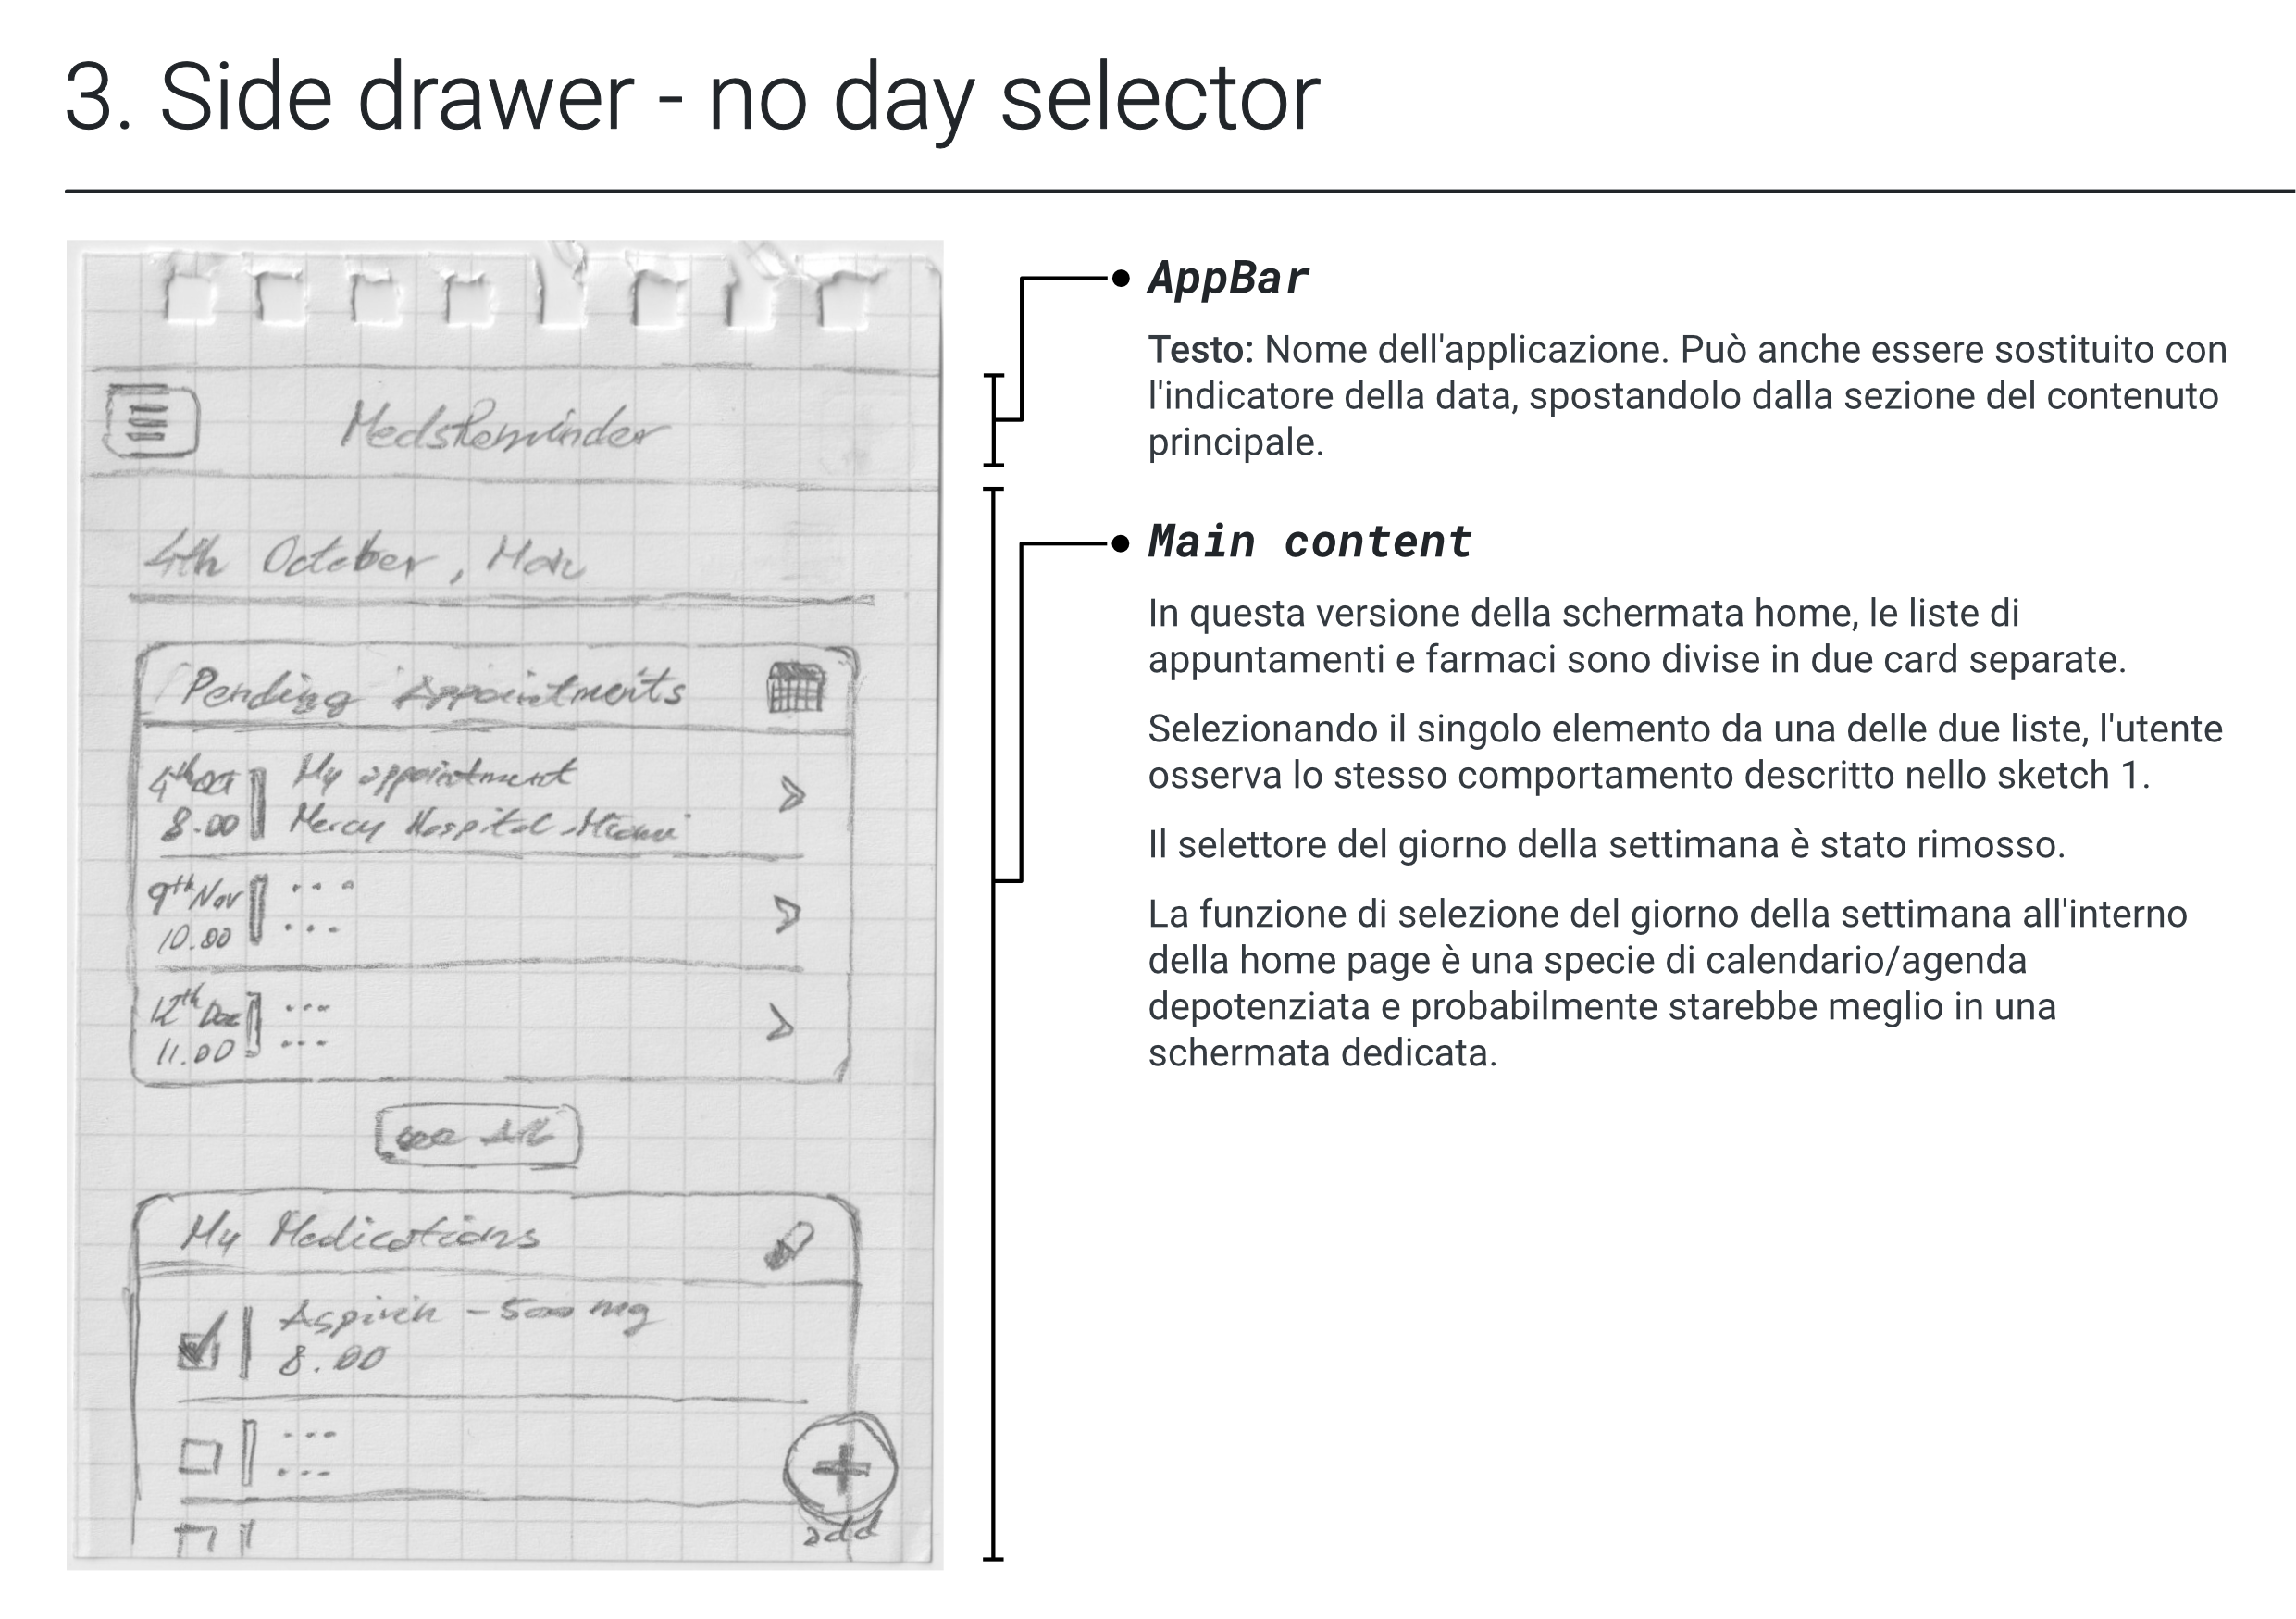 3. Side drawer - no day selector
MedsReminder
4th October, Mon
Pending Appointments
4th Oct
My appointment
8.00
Mercy Hospital - Miami
9th Nov
...
10.00
...
12th Dec
...
11.00
...
see All
My Medications
Aspirin - 500 mg
8.00
...
...
add
AppBar
Testo: Nome dell'applicazione. Può anche essere sostituito con
l'indicatore della data, spostandolo dalla sezione del contenuto
principale.
Main content
In questa versione della schermata home, le liste di
appuntamenti e farmaci sono divise in due card separate.
Selezionando il singolo elemento da una delle due liste, l'utente
osserva lo stesso comportamento descritto nello sketch 1.
Il selettore del giorno della settimana è stato rimosso.
La funzione di selezione del giorno della settimana all'interno
della home page è una specie di calendario/agenda
depotenziata e probabilmente starebbe meglio in una
schermata dedicata.